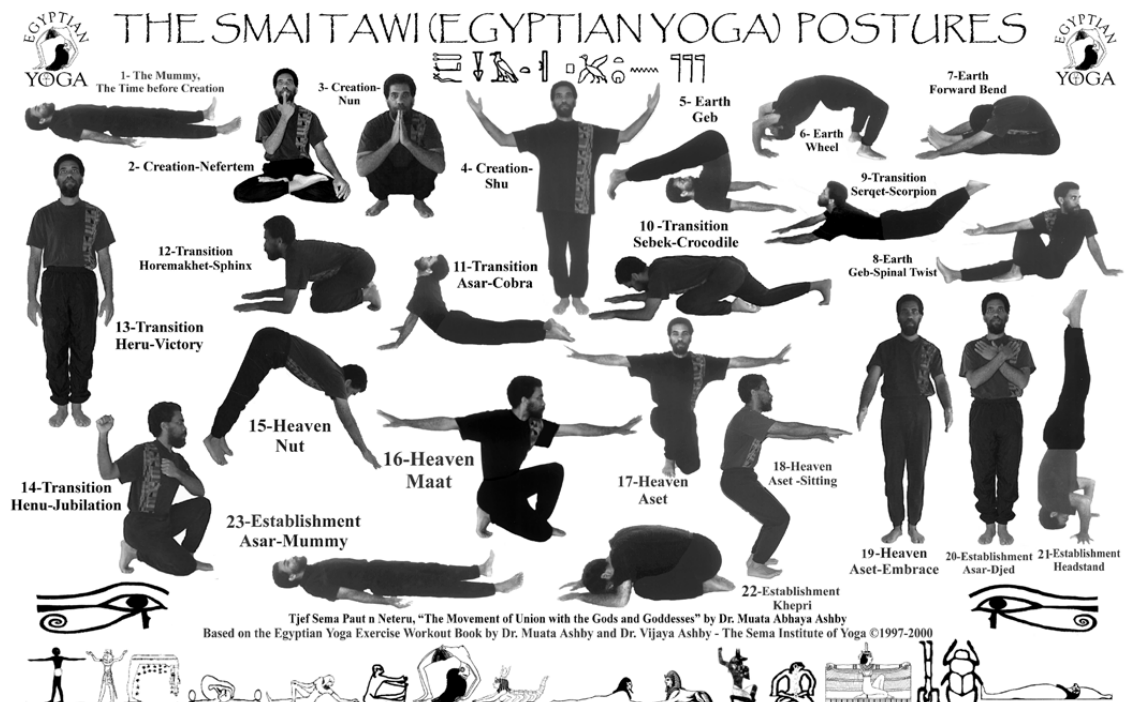 THE SMAI TAWI (EGYPTIAN YOGA) POSTURES
EGYPTIAN
YOGA
EGYPTIAN
YOGA
1- The Mummy,
The Time before Creation
2- Creation-Nefertem
3- Creation-
Nun
4- Creation-
Shu
5- Earth
Geb
6- Earth
Wheel
7-Earth
Forward Bend
9-Transition
Serqet-Scorpion
8-Earth
Geb-Spinal Twist
10 -Transition
Sebek-Crocodile
11-Transition
Asar-Cobra
12-Transition
Horemakhet-Sphinx
13-Transition
Heru-Victory
14-Transition
Henu-Jubilation
15-Heaven
Nut
16-Heaven
Maat
17-Heaven
Aset
18-Heaven
Aset -Sitting
19-Heaven
Aset-Embrace
20-Establishment
Asar-Djed
21-Establishment
Headstand
22-Establishment
Khepri
23-Establishment
Asar-Mummy
Tjef Sema Paut n Neteru, “The Movement of Union with the Gods and Goddesses” by Dr. Muata Abhaya Ashby
Based on the Egyptian Yoga Exercise Workout Book by Dr. Muata Ashby and Dr. Vijaya Ashby - The Sema Institute of Yoga ©1997-2000